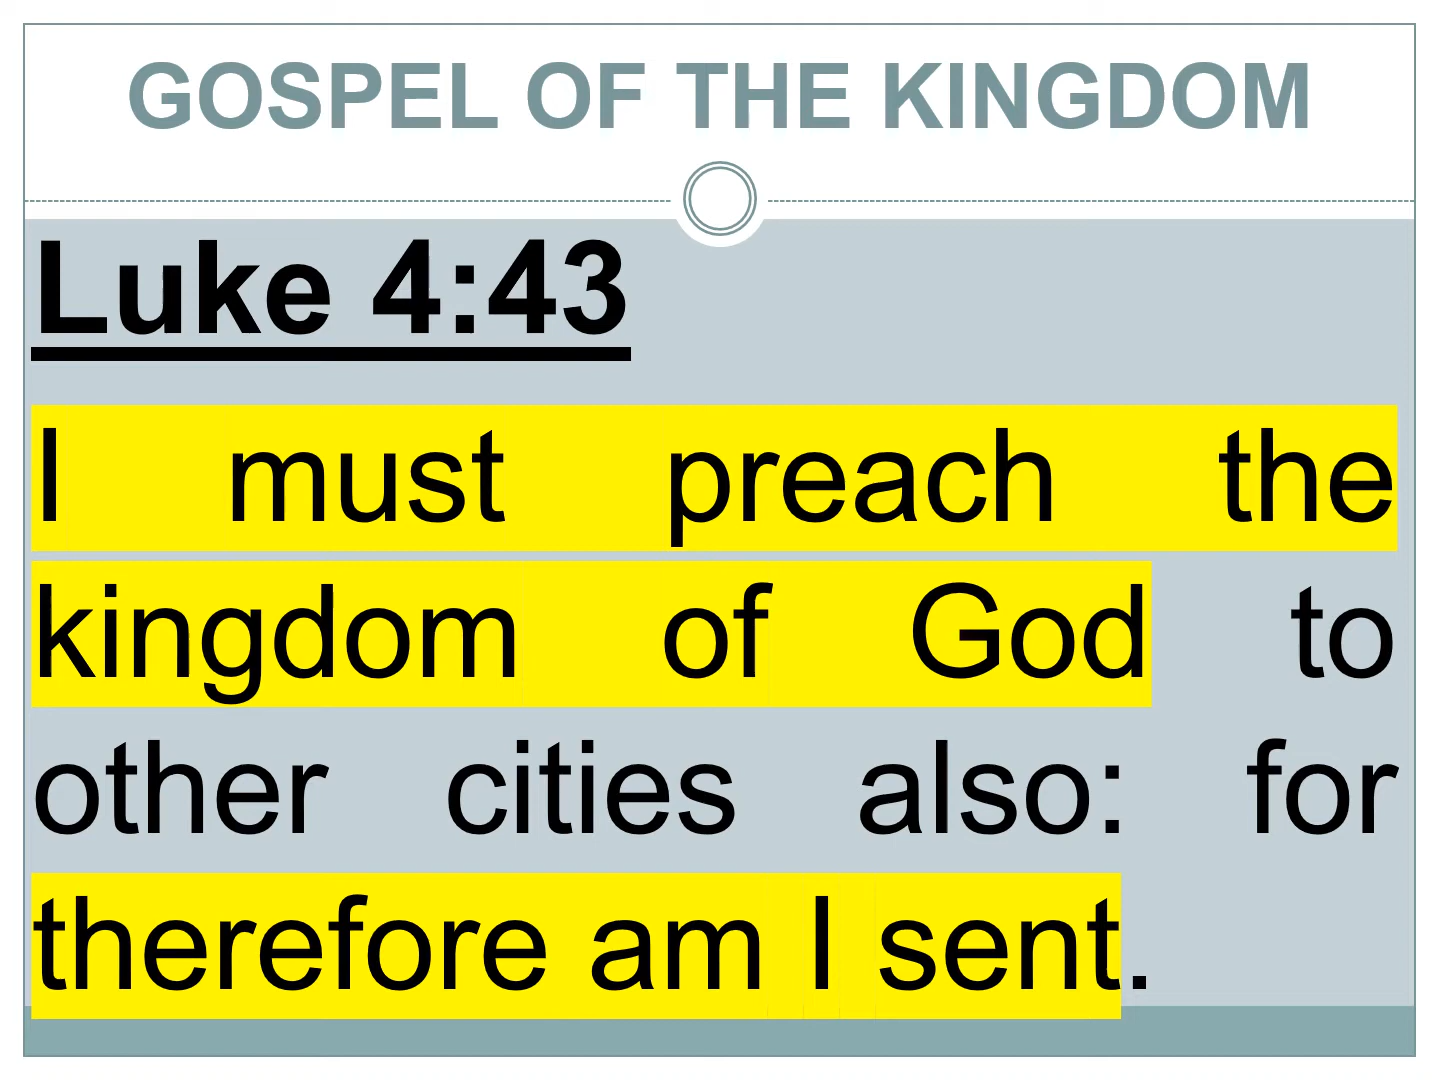 GOSPEL OF THE KINGDOM
Luke 4:43
I must preach the
kingdom of God to
other cities also: for
therefore am I sent.